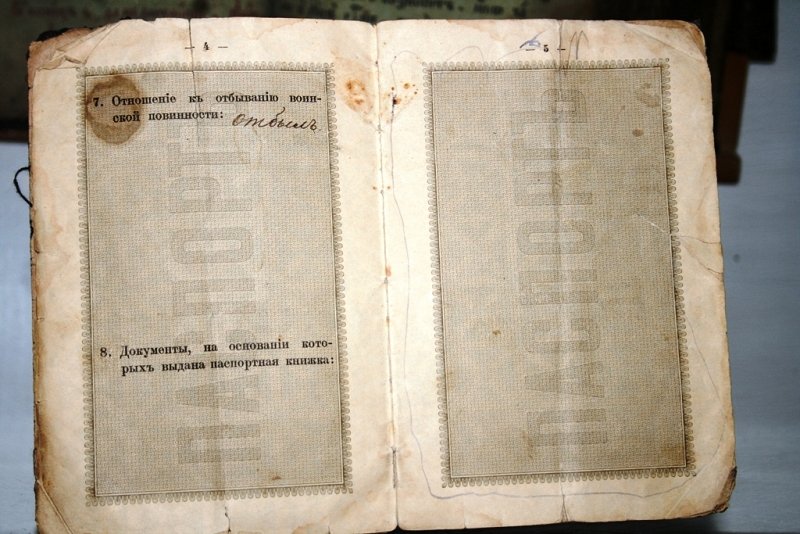 — 4 —
7. Отношеніе къ отбыванію воин-
ской повинности: отбылъ
8. Документы, на основаніи кото-
рыхъ выдана паспортная книжка:
ПАСПОРТЪ
— 5 —
ПАСПОРТЪ